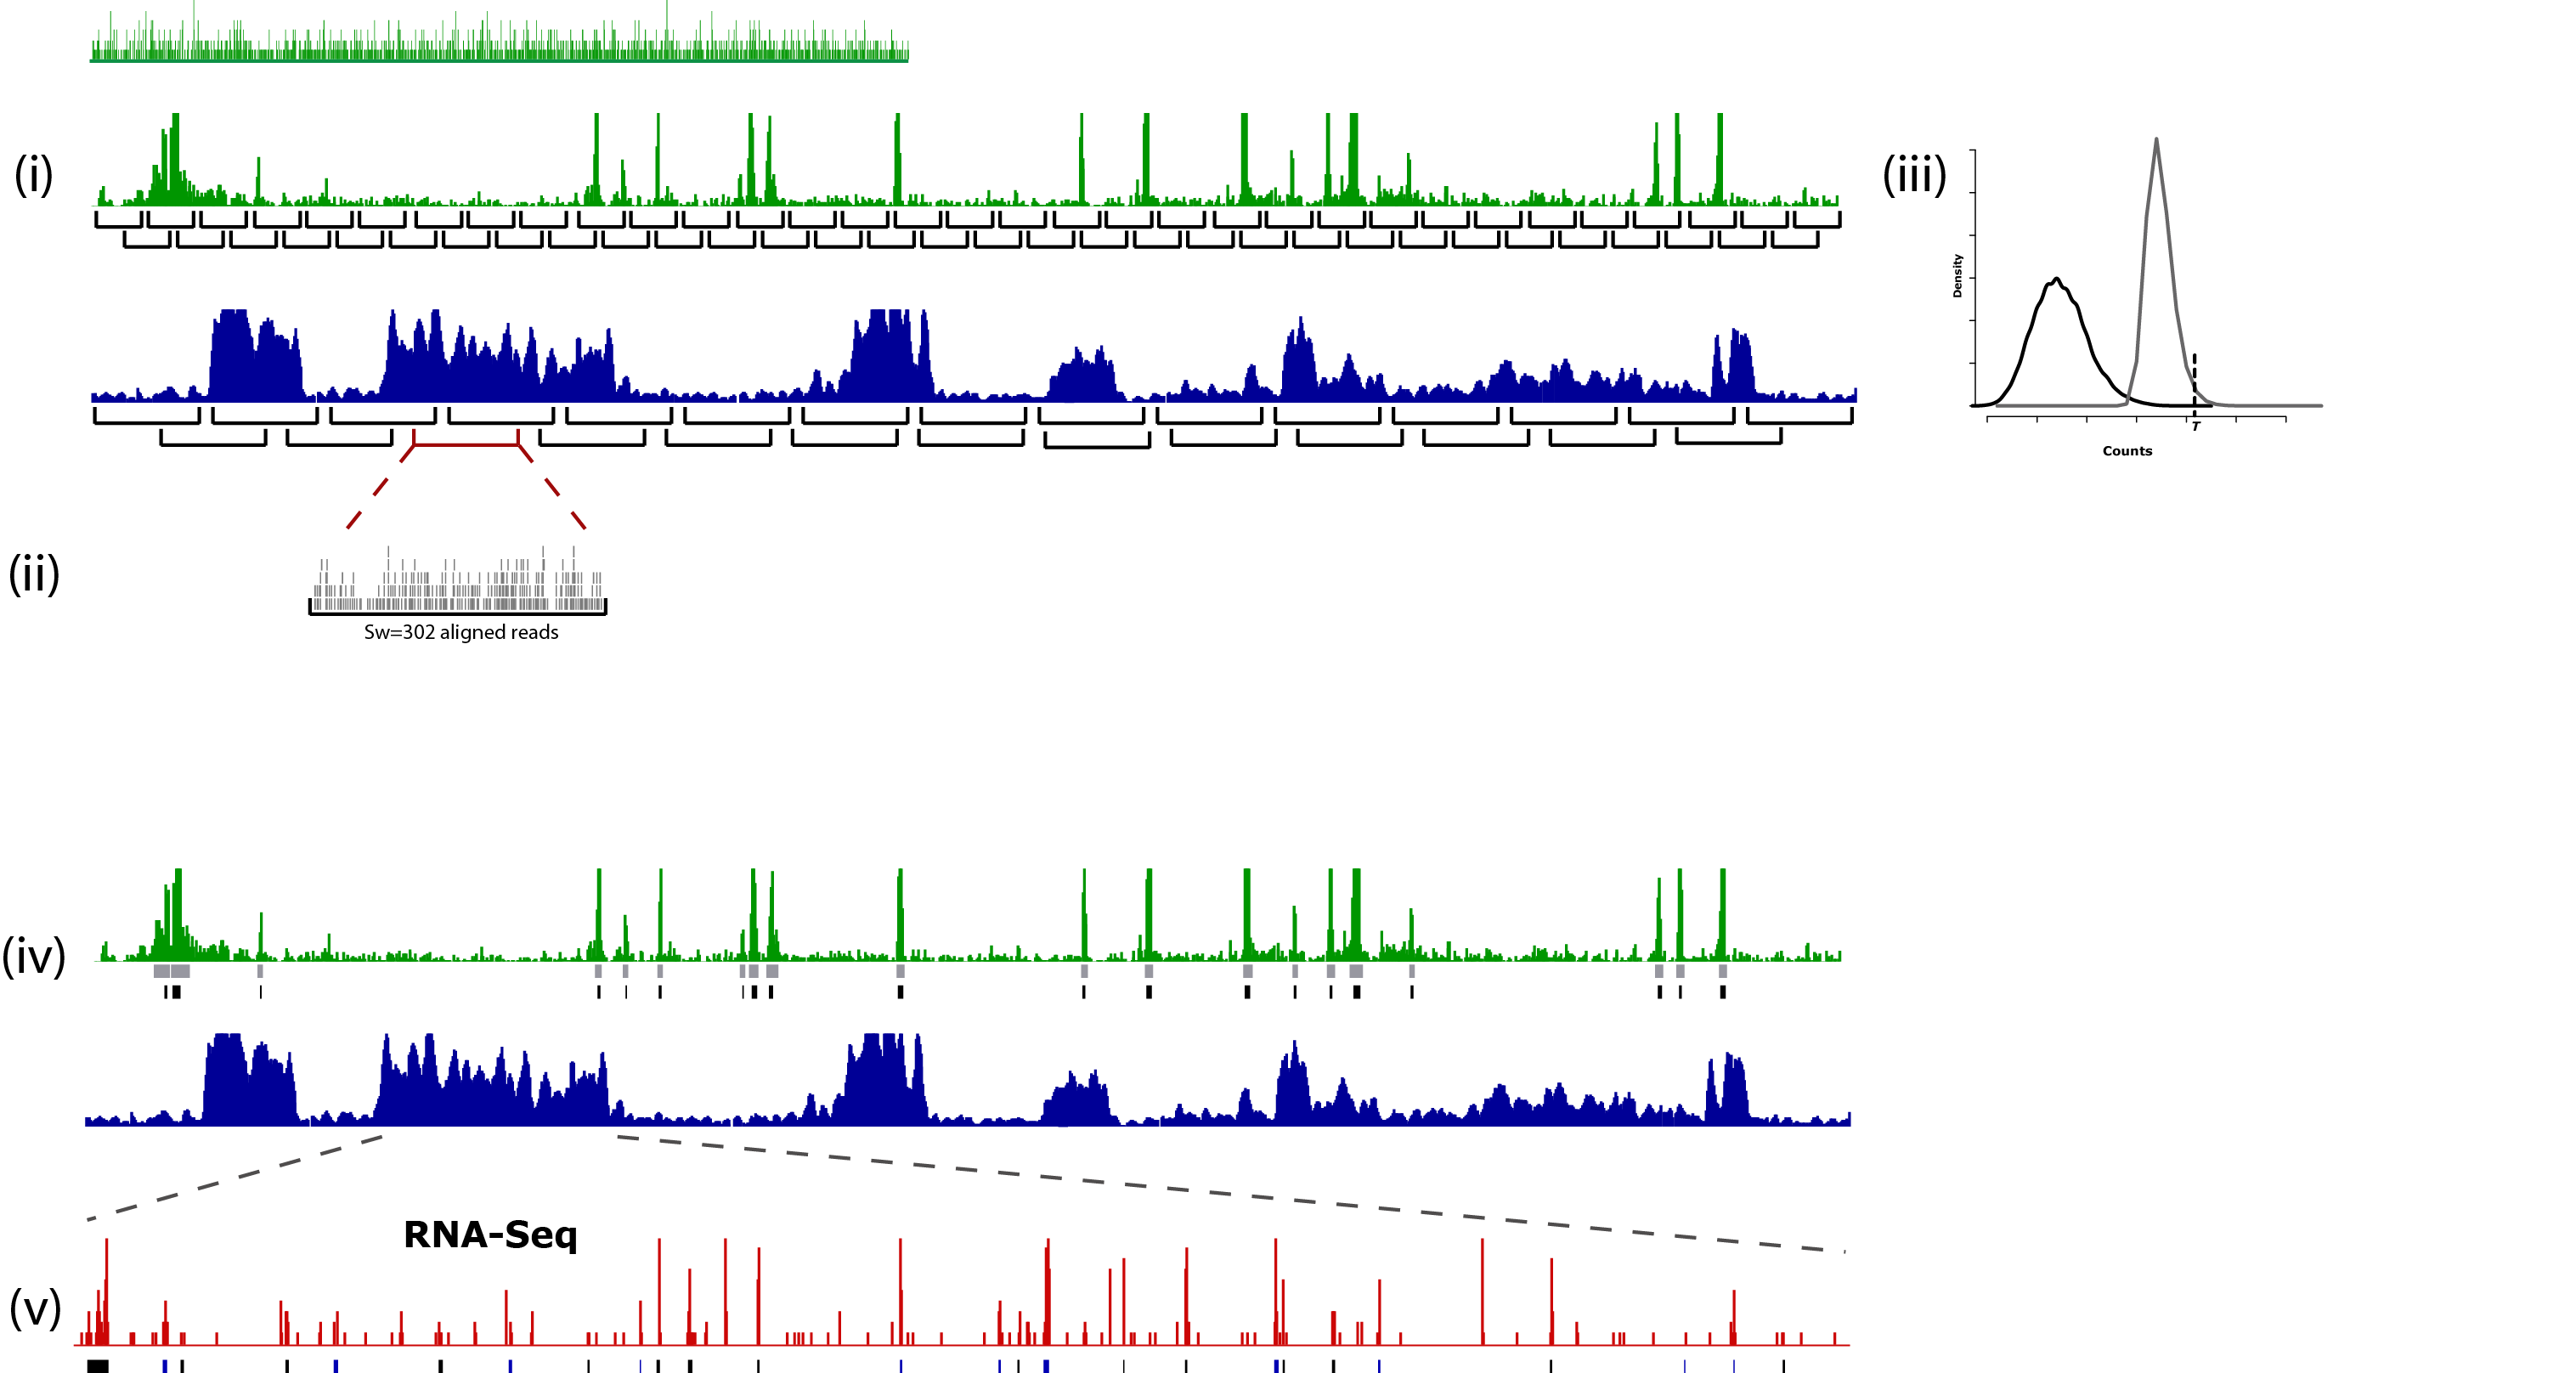 (i)
(iii)
Density
T
Counts
(ii)
Sw=302 aligned reads
(iv)
RNA-Seq
(v)